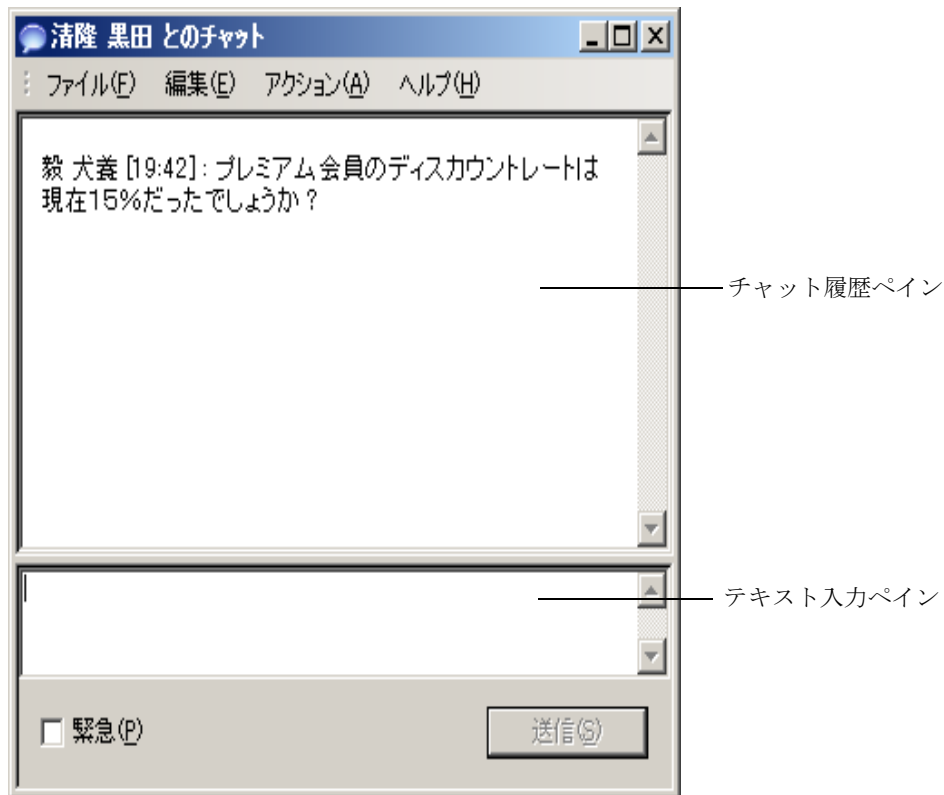 清隆 黒田 とのチャット
ファイル(F) 編集(E) アクション(A) ヘルプ(H)
毅 犬養 [19:42] : プレミアム会員のディスカウントレートは
現在15%だったでしょうか？
チャット履歴ペイン
テキスト入力ペイン
緊急(P)
送信(S)